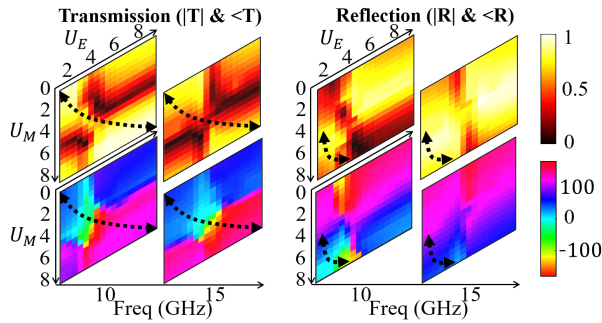 Transmission (|T| & <T)
Reflection (|R| & <R)
U_E 2 4 6 8
U_E 2 4 6 8
0 2 4 6 8
U_M
0 2 4 6 8
U_M
0 2 4 6 8
U_M
0 2 4 6 8
U_M
1
0.5
0
100
0
-100
10 15
Freq (GHz)
10 15
Freq (GHz)